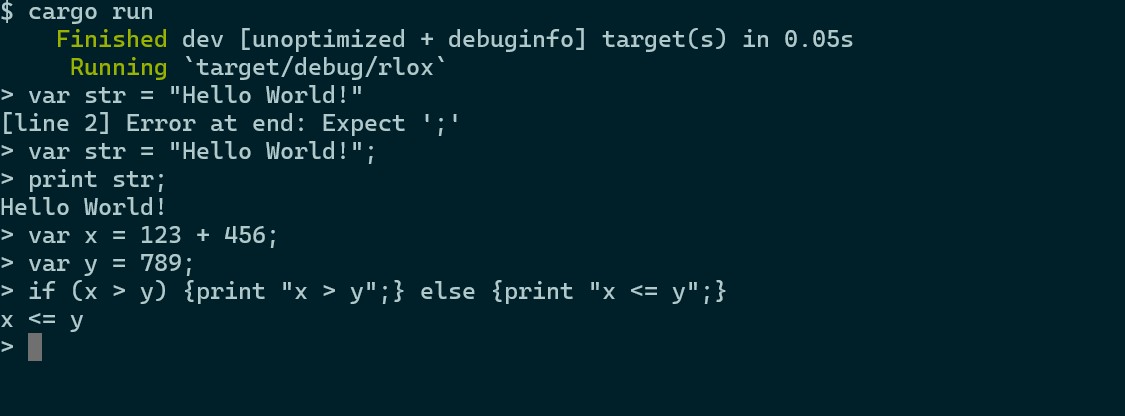 $ cargo run
    Finished dev [unoptimized + debuginfo] target(s) in 0.05s
     Running `target/debug/rlox`
> var str = "Hello World!"
[line 2] Error at end: Expect ';'
> var str = "Hello World!";
> print str;
Hello World!
> var x = 123 + 456;
> var y = 789;
> if (x > y) {print "x > y";} else {print "x <= y";}
x <= y
>